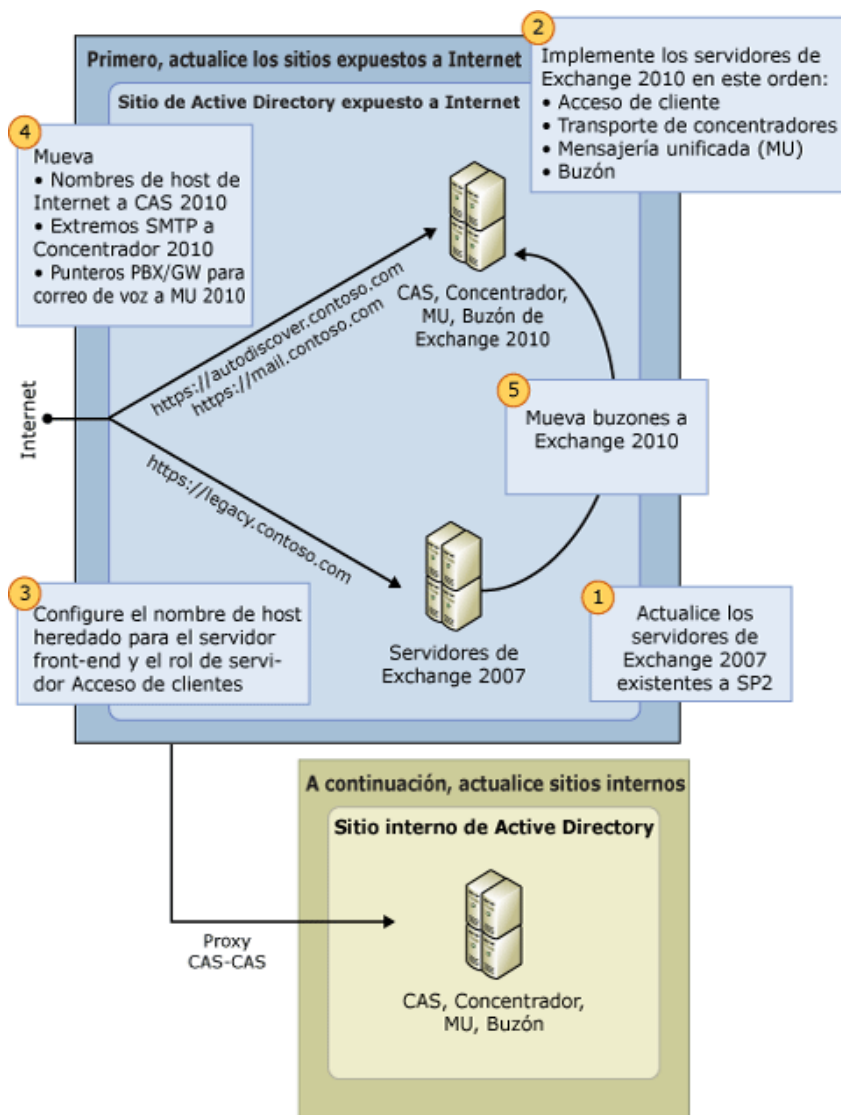 Primero, actualice los sitios expuestos a Internet
Sitio de Active Directory expuesto a Internet
2
Implemente los servidores de
Exchange 2010 en este orden:
• Acceso de cliente
• Transporte de concentradores
• Mensajería unificada (MU)
• Buzón
4
Mueva
• Nombres de host de
Internet a CAS 2010
• Extremos SMTP a
Concentrador 2010
• Punteros PBX/GW para
correo de voz a MU 2010
CAS, Concentrador,
MU, Buzón de
Exchange 2010
https://autodiscover.contoso.com
https://mail.contoso.com
Internet
5
Mueva buzones a
Exchange 2010
https://legacy.contoso.com
3
Configure el nombre de host
heredado para el servidor
front-end y el rol de servi-
dor Acceso de clientes
Servidores de
Exchange 2007
1
Actualice los
servidores de
Exchange 2007
existentes a SP2
A continuación, actualice sitios internos
Sitio interno de Active Directory
Proxy
CAS-CAS
CAS, Concentrador,
MU, Buzón